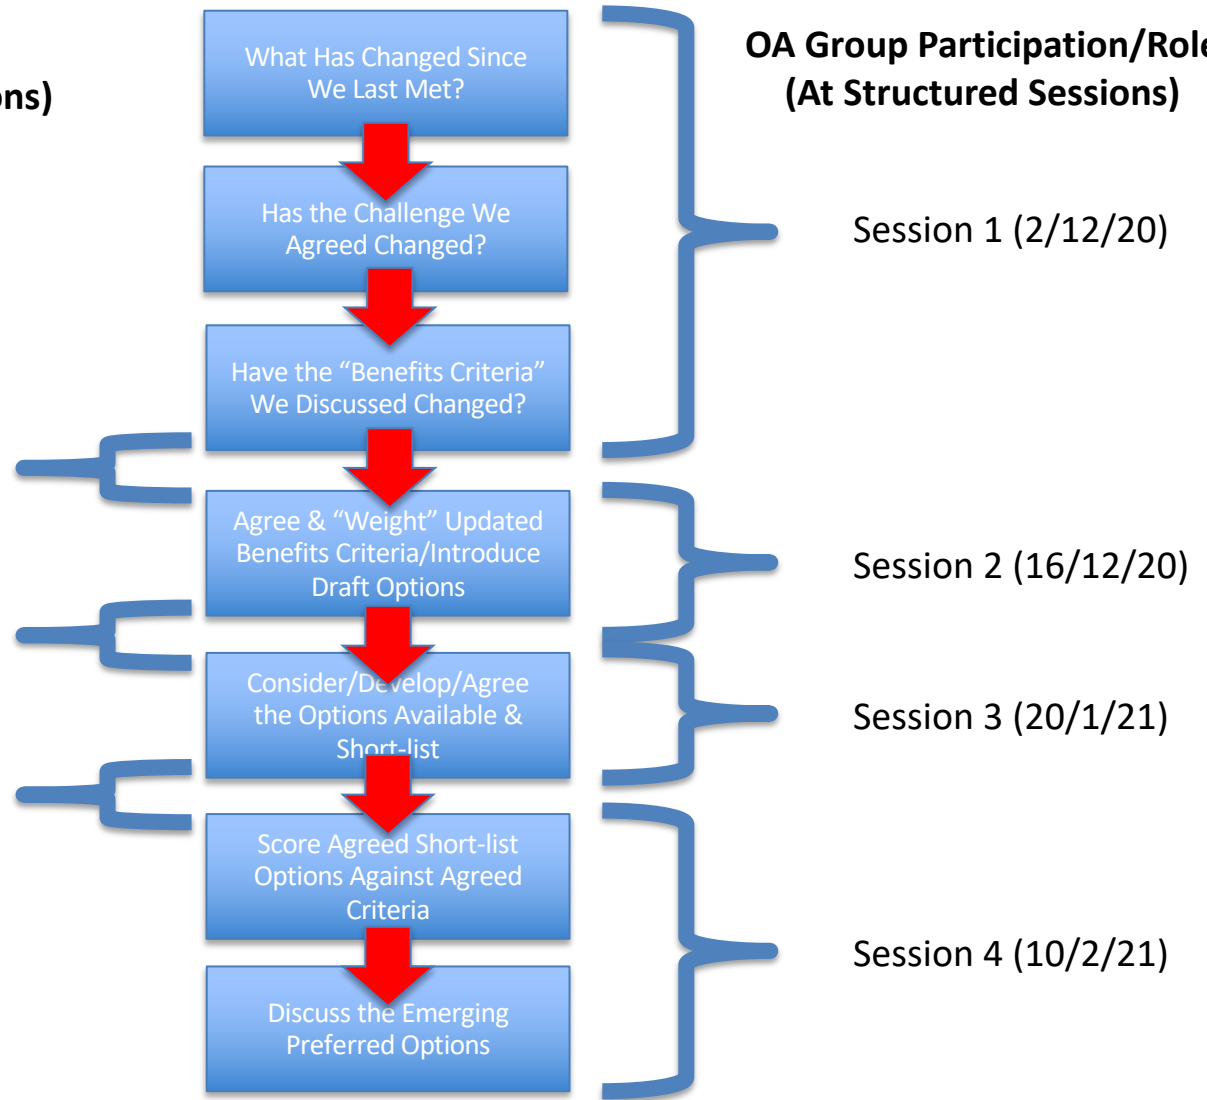 ns)
OA Group Participation/Role
(At Structured Sessions)
What Has Changed Since
We Last Met?
Has the Challenge We
Agreed Changed?
Session 1 (2/12/20)
Have the “Benefits Criteria”
We Discussed Changed?
Agree & “Weight” Updated
Benefits Criteria/Introduce
Draft Options
Session 2 (16/12/20)
Consider/Develop/Agree
the Options Available &
Short-list
Session 3 (20/1/21)
Score Agreed Short-list
Options Against Agreed
Criteria
Session 4 (10/2/21)
Discuss the Emerging
Preferred Options